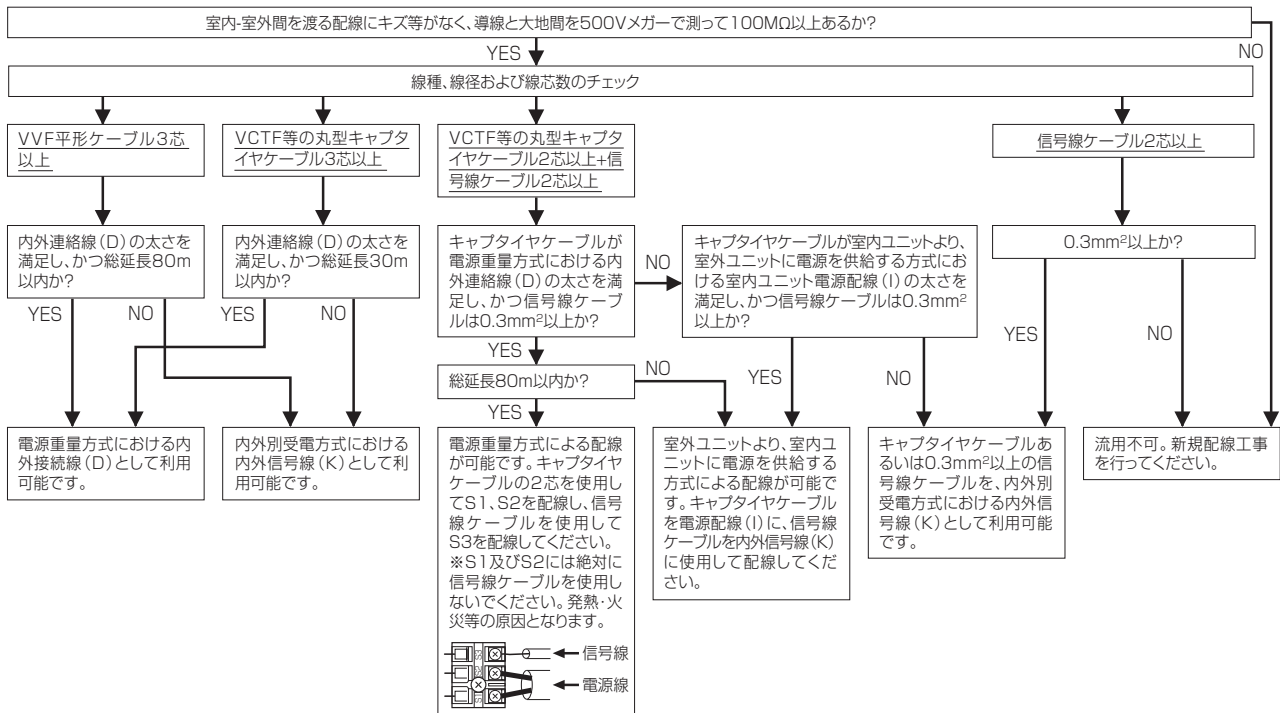 室内-室外間を渡る配線にキズ等がなく、導線と大地間を500Vメガーで測って100MΩ以上あるか?
YES
NO
線種、線径および線芯数のチェック
VVF平形ケーブル3芯
以上
VCTF等の丸型キャプタ
イヤケーブル3芯以上
VCTF等の丸型キャプタ
イヤケーブル2芯以上+信
号線ケーブル2芯以上
信号線ケーブル2芯以上
内外連絡線(D)の太さを
満足し、かつ総延長80m
以内か?
内外連絡線(D)の太さを
満足し、かつ総延長30m
以内か?
キャプタイヤケーブルが
電源重量方式における内
外連絡線(D)の太さを満
足し、かつ信号線ケーブ
ルは0.3mm²以上か?
NO
キャプタイヤケーブルが室内ユニットより、
室外ユニットに電源を供給する方式にお
ける室内ユニット電源配線(I)の太さを
満足し、かつ信号線ケーブルは0.3mm²
以上か?
0.3mm²以上か?
YES
NO
YES
NO
YES
総延長80m以内か?
NO
YES
YES
NO
YES
NO
電源重量方式における内
外接続線(D)として利用
可能です。
内外別受電方式における
内外信号線(K)として利
用可能です。
電源重量方式による配線
が可能です。キャプタイヤ
ケーブルの2芯を使用し
てS1、S2を配線し、信号
線ケーブルを使用して
S3を配線してください。
※S1及びS2には絶対に
信号線ケーブルを使用し
ないでください。発熱・火
災等の原因となります。
S3
S2
S1
信号線
電源線
室外ユニットより、室内ユ
ニットに電源を供給する
方式による配線が可能で
す。キャプタイヤケーブル
を電源配線(I)に、信号線
ケーブルを内外信号線(K)
に使用して配線してくだ
さい。
キャプタイヤケーブルあ
るいは0.3mm²以上の信
号線ケーブルを、内外別
受電方式における内外信
号線(K)として利用可能
です。
流用不可。新規配線工事
を行ってください。